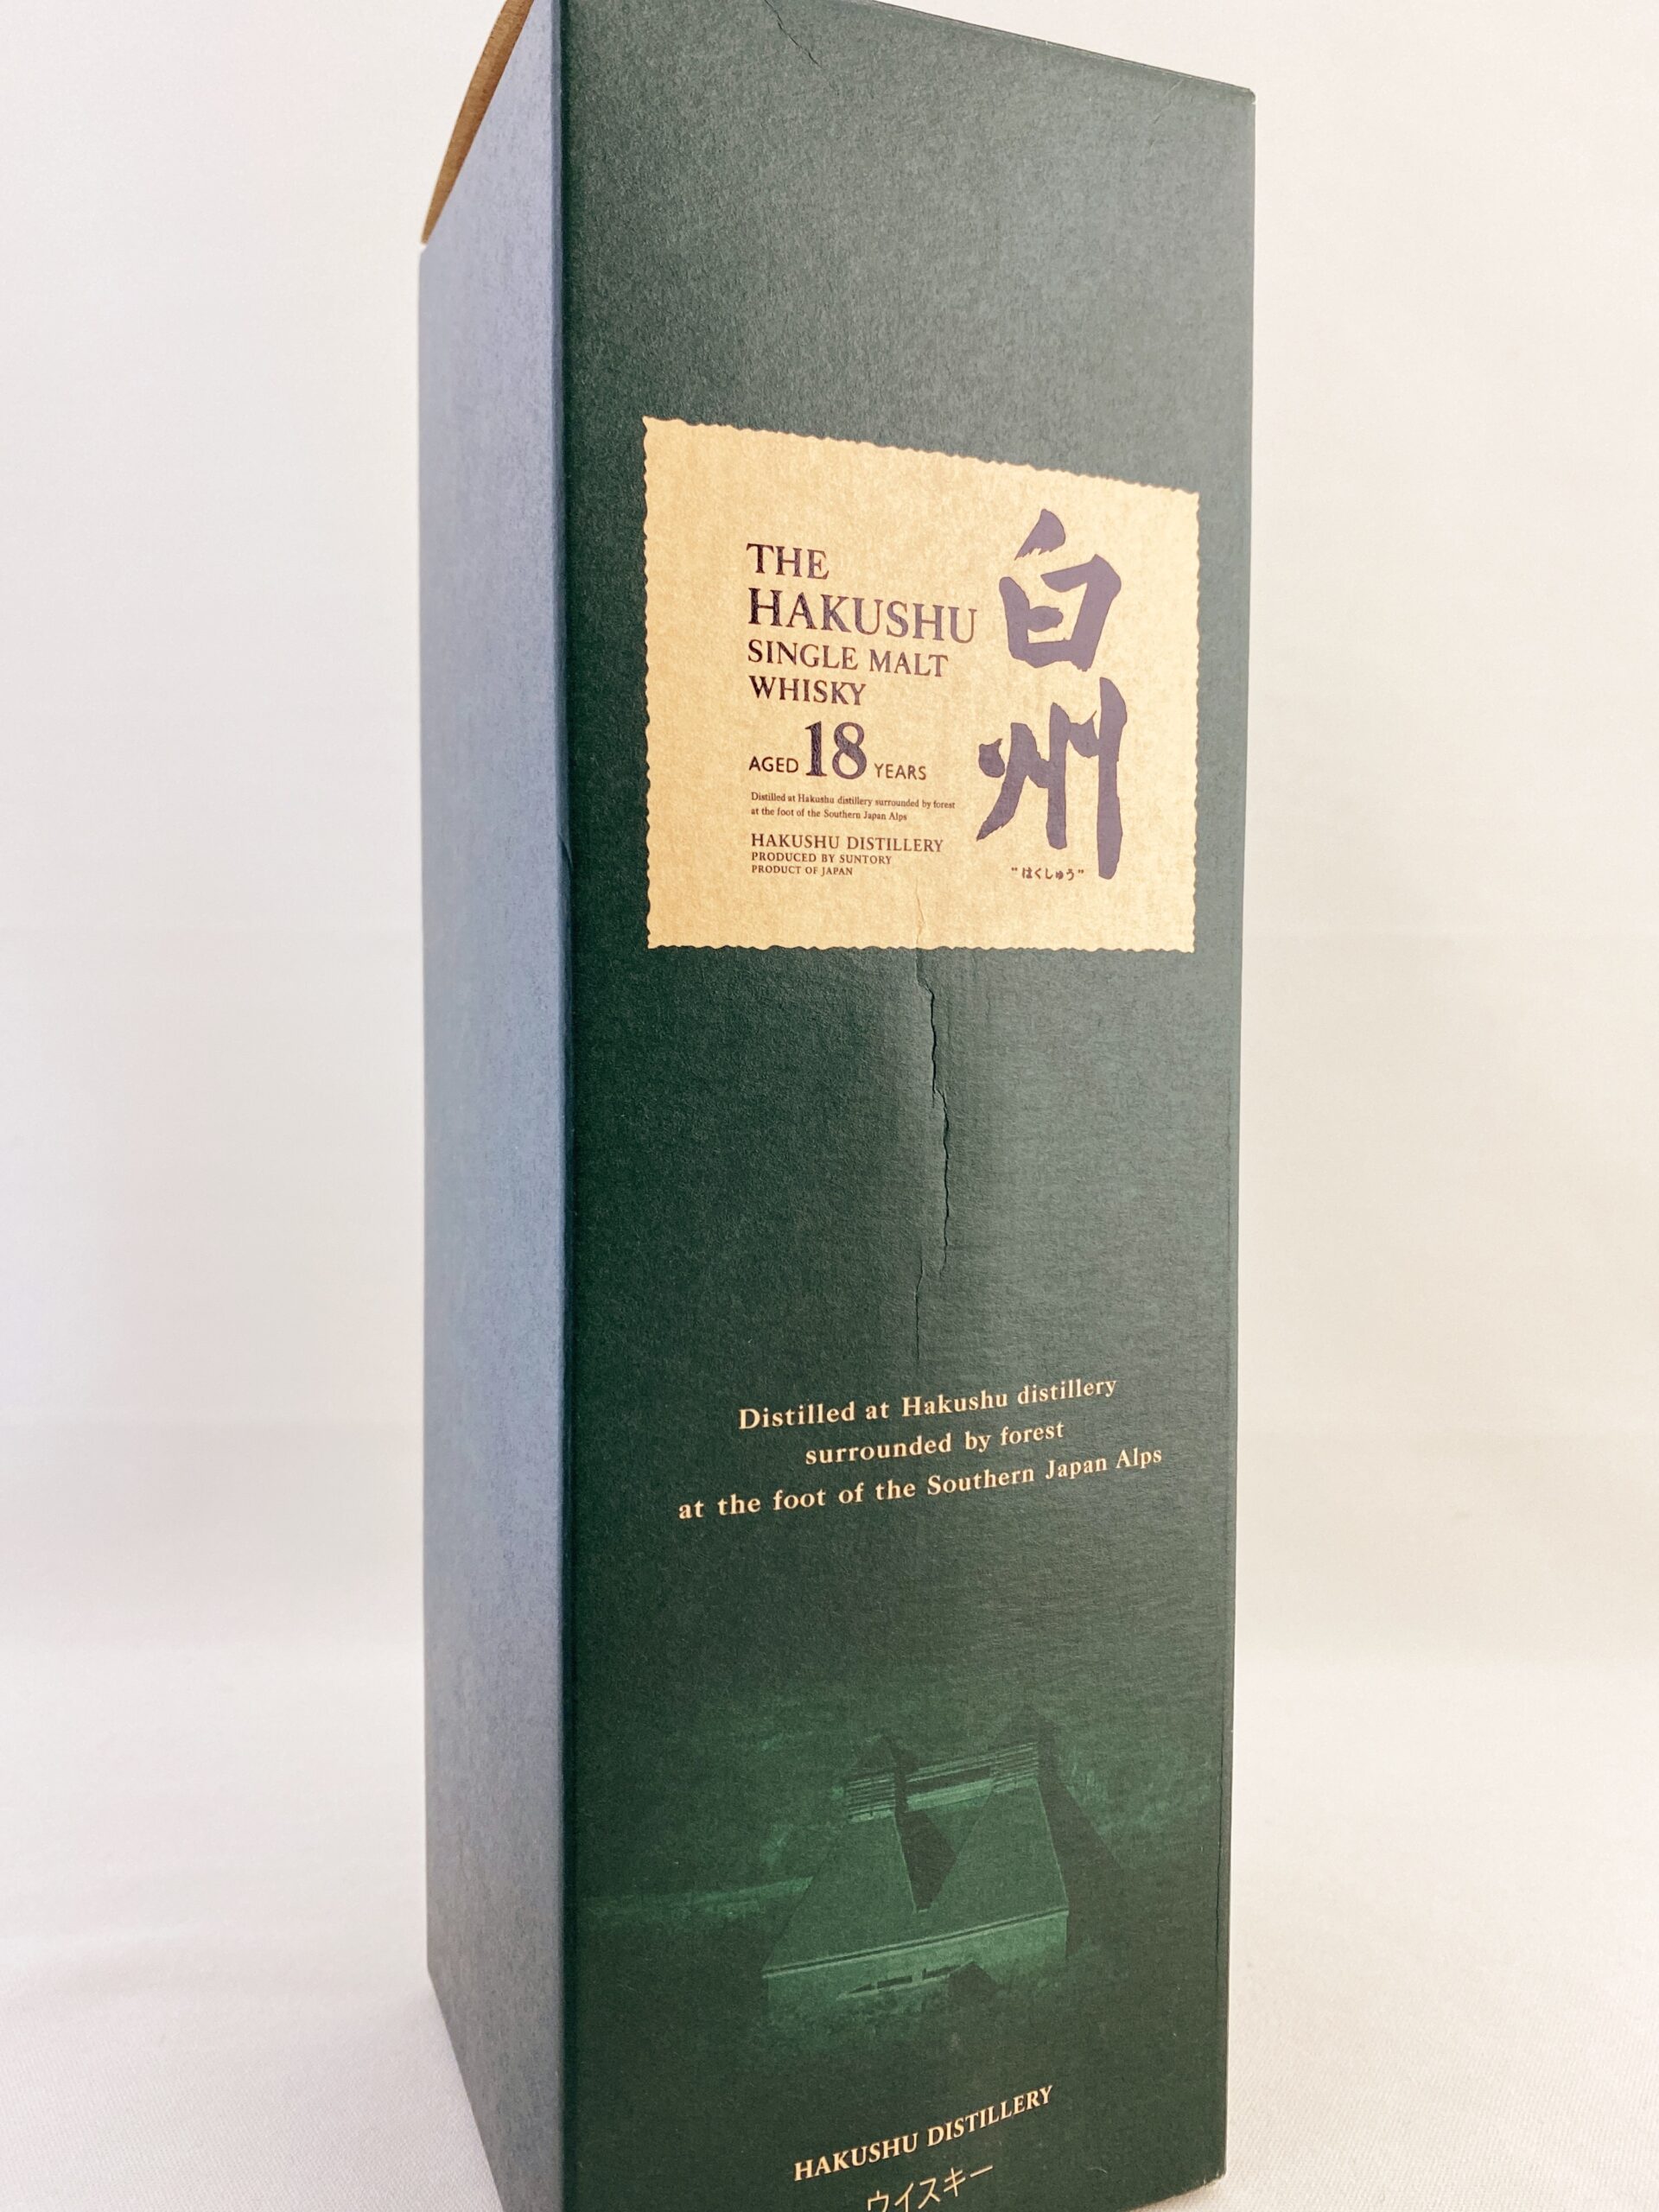 THE
HAKUSHU
SINGLE MALT
WHISKY
AGED 18 YEARS
Distilled at Hakushu distillery surrounded by forest
at the foot of the Southern Japan Alps
HAKUSHU DISTILLERY
PRODUCED BY SUNTORY
PRODUCT OF JAPAN
白州
"はくしゅう"
Distilled at Hakushu distillery
surrounded by forest
at the foot of the Southern Japan Alps
HAKUSHU DISTILLERY
ウイスキー